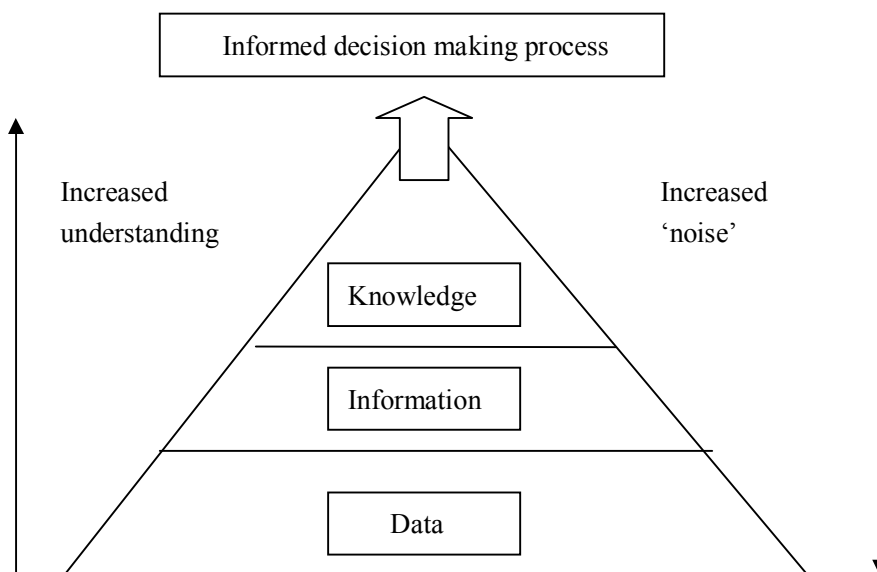 Informed decision making process
Increased
understanding
Increased
‘noise’
Knowledge
Information
Data